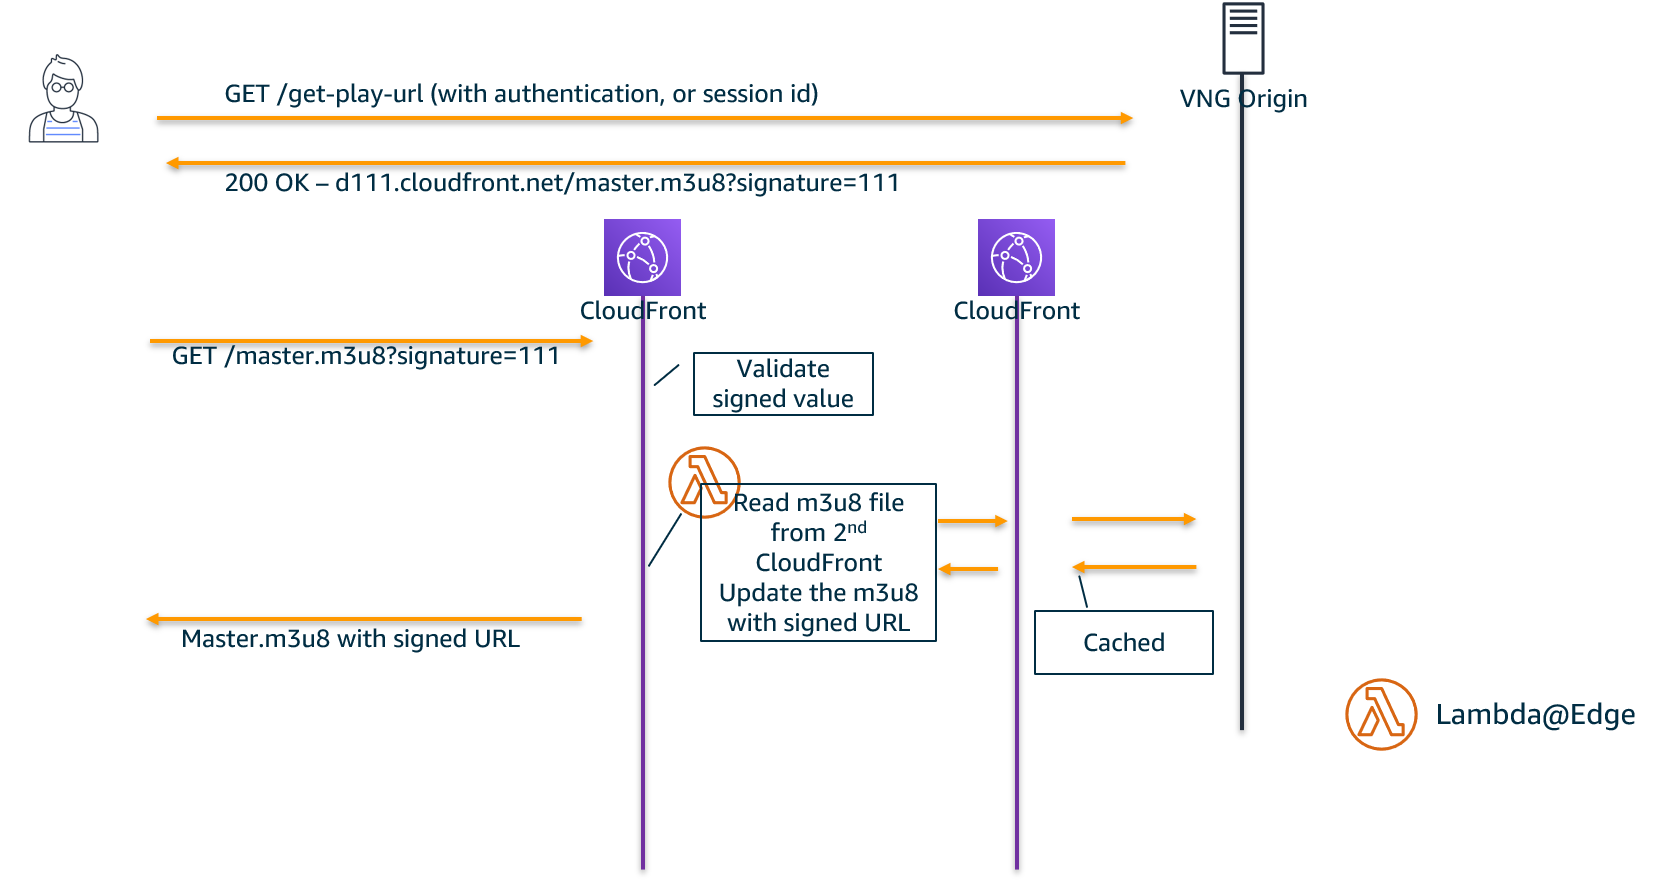 GET /get-play-url (with authentication, or session id)
VNG Origin
200 OK – d111.cloudfront.net/master.m3u8?signature=111
CloudFront
CloudFront
GET /master.m3u8?signature=111
Validate
signed value
Read m3u8 file
from 2nd
CloudFront
Update the m3u8
with signed URL
Master.m3u8 with signed URL
Cached
Lambda@Edge